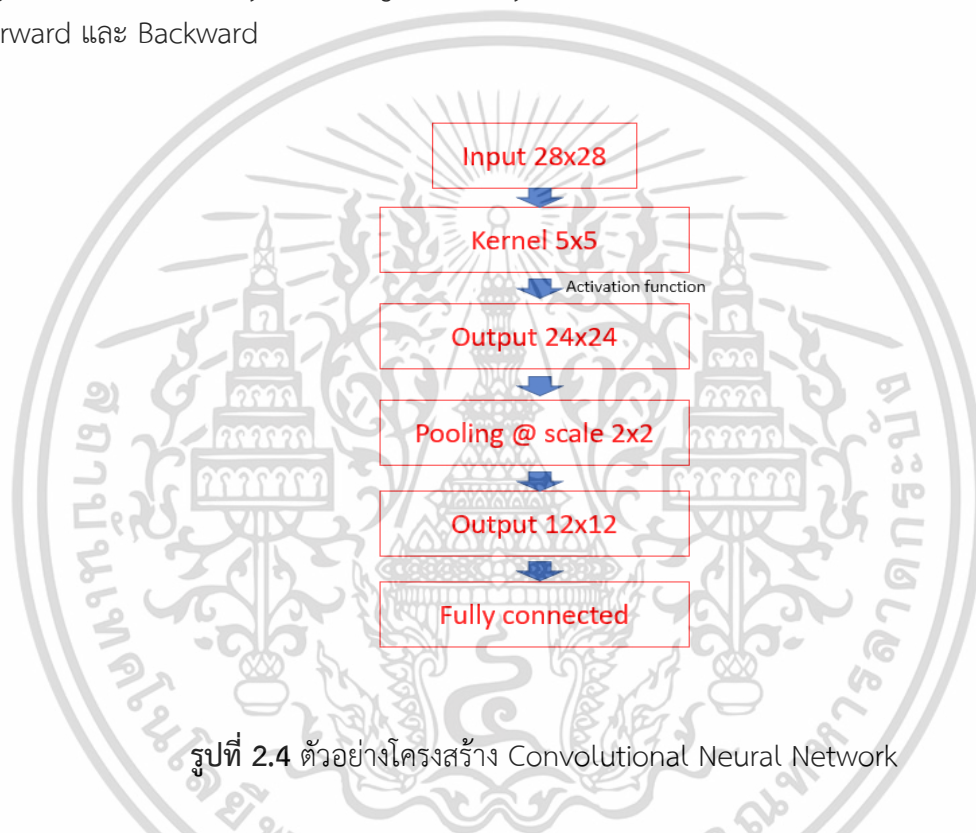 rward และ Backward
Input 28x28
Kernel 5x5
Activation function
Output 24x24
Pooling @ scale 2x2
Output 12x12
Fully connected
รูปที่ 2.4 ตัวอย่างโครงสร้าง Convolutional Neural Network